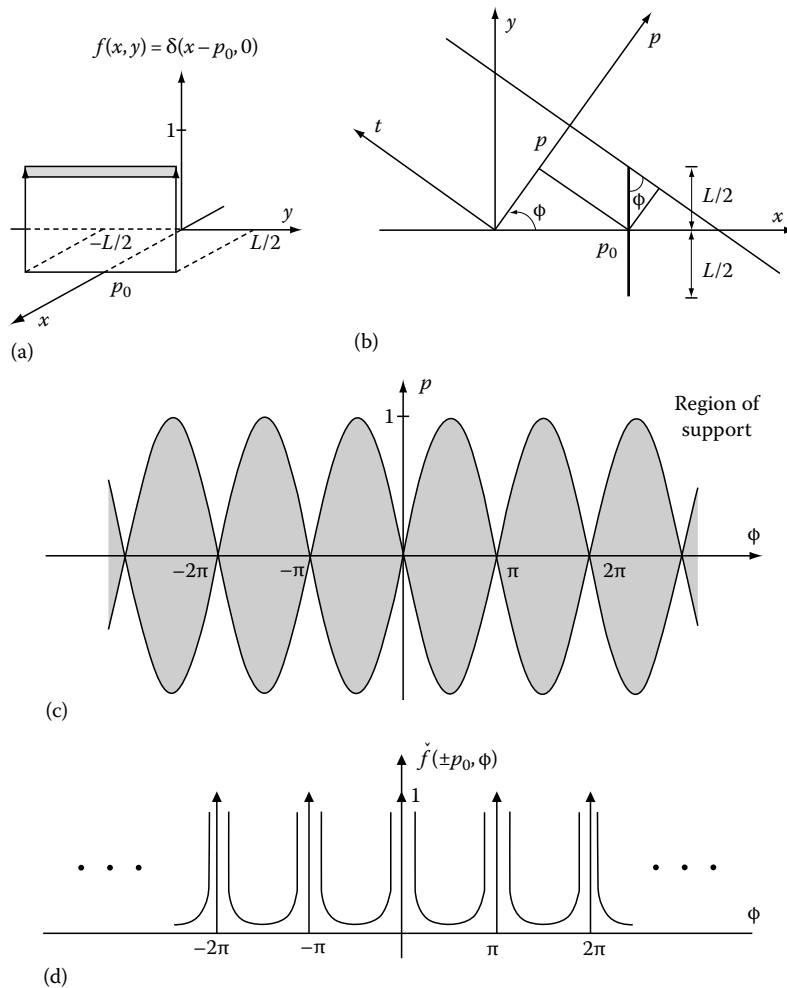 f(x, y) = δ(x – p₀, 0)
1
y
–L/2
L/2
p₀
x
(a)
y
p
t
p
ϕ
ϕ
L/2
x
p₀
L/2
(b)
p
1
Region of
support
ϕ
–2π
–π
π
2π
(c)
f̌(±p₀, ϕ)
1
. . .
. . .
ϕ
–2π
–π
π
2π
(d)